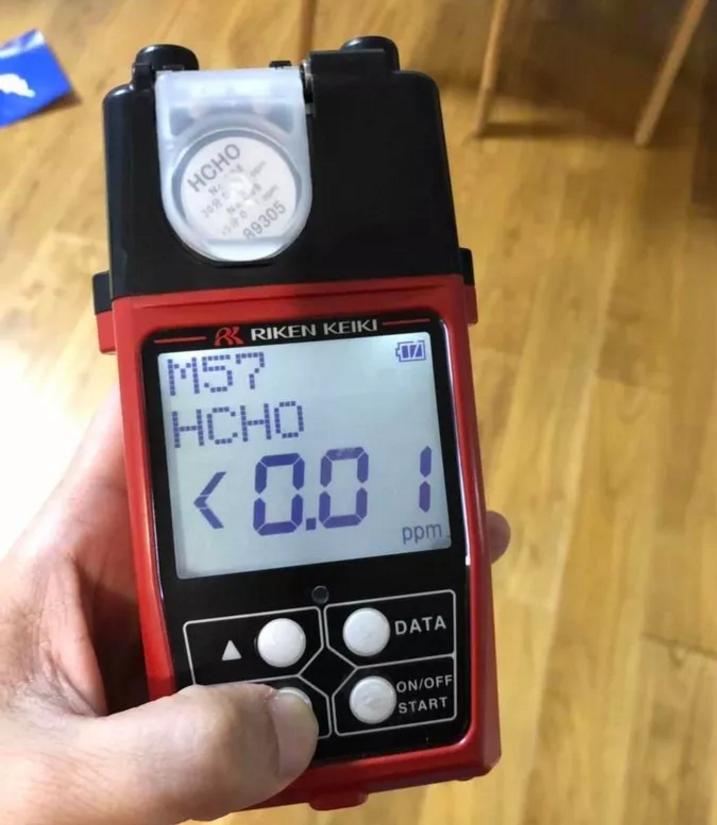 HCHO
89305
RIKEN KEIKI
M57
HCHO
<0.01
ppm
▲
DATA
ON/OFF
START